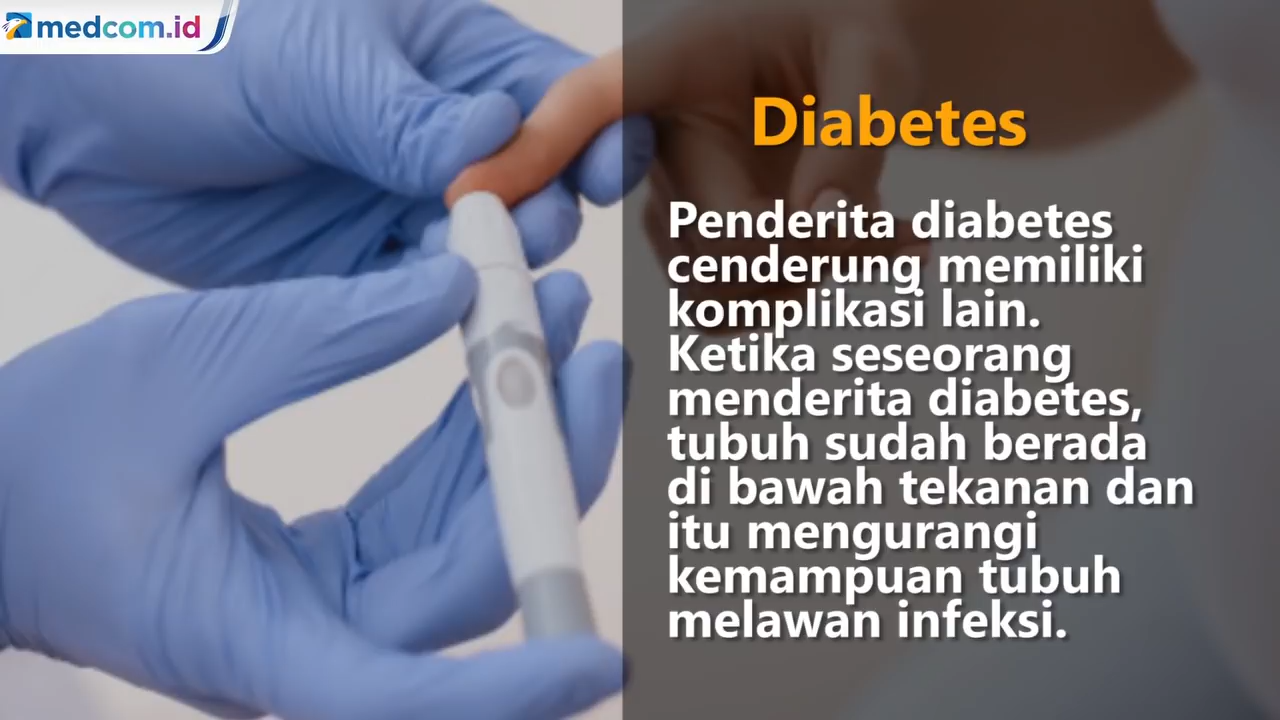 medcom.id
Diabetes
Penderita diabetes
cenderung memiliki
komplikasi lain.
Ketika seseorang
menderita diabetes,
tubuh sudah berada
di bawah tekanan dan
itu mengurangi
kemampuan tubuh
melawan infeksi.